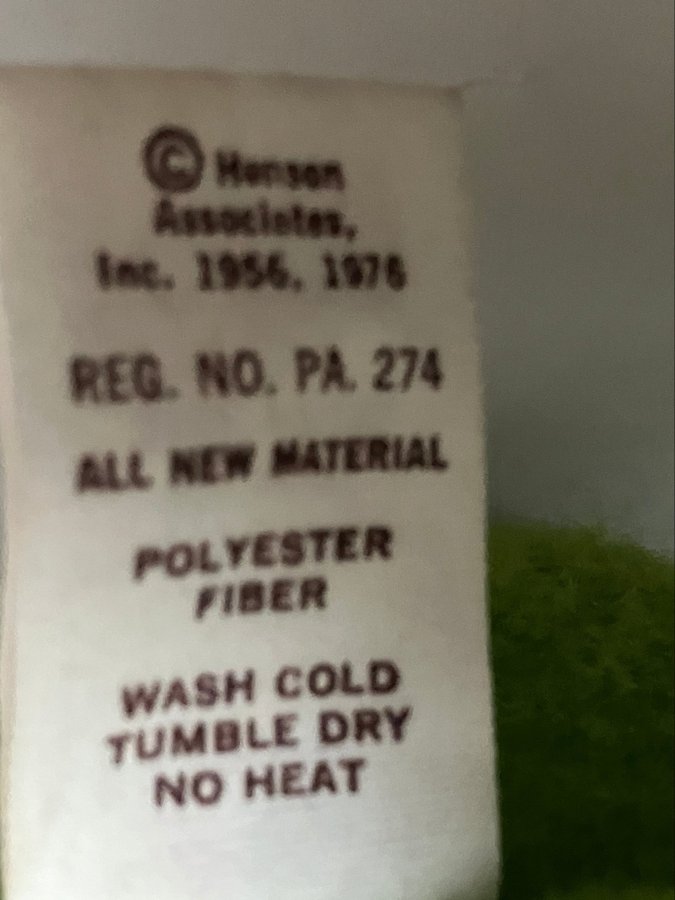 © Henson
Associates,
Inc. 1956, 1976
REG. NO. PA. 274
ALL NEW MATERIAL
POLYESTER
FIBER
WASH COLD
TUMBLE DRY
NO HEAT